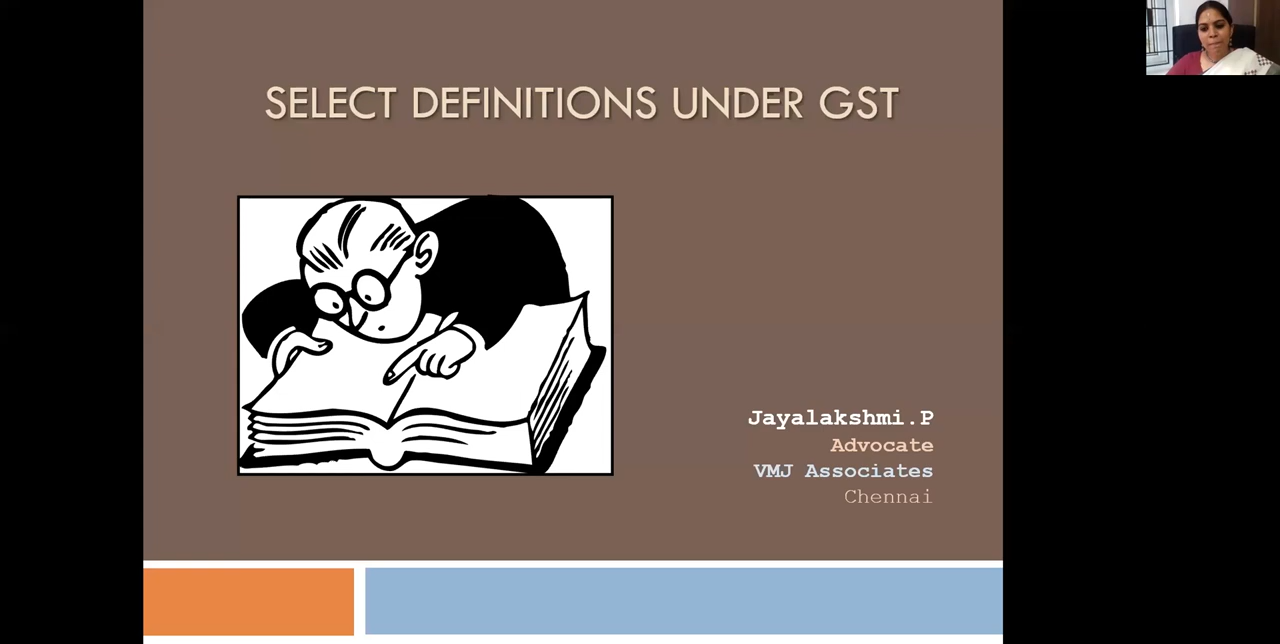 SELECT DEFINITIONS UNDER GST
Jayalakshmi.P
Advocate
VMJ Associates
Chennai